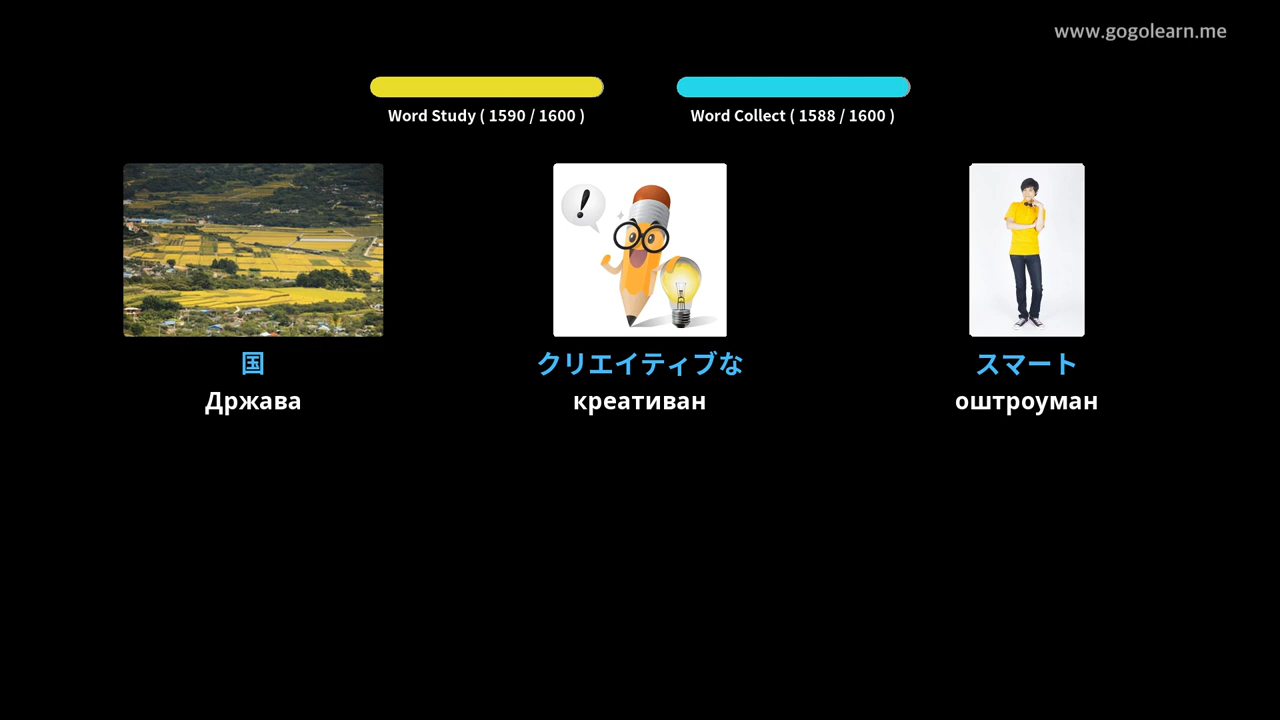 www.gogolearn.me
Word Study ( 1590 / 1600 )
Word Collect ( 1588 / 1600 )
国
クリエイティブな
スマート
Држава
креативан
оштроуман